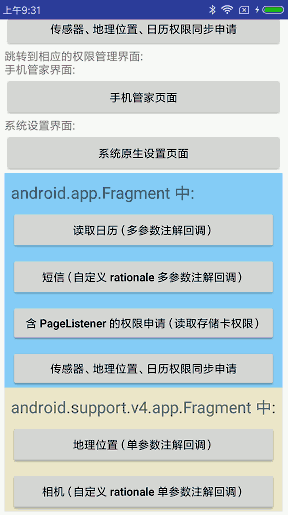 上午9:31
传感器、地理位置、日历权限同步申请
跳转到相应的权限管理界面:
手机管家界面:
手机管家页面
系统设置界面:
系统原生设置页面
android.app.Fragment 中:
读取日历（多参数注解回调）
短信（自定义 rationale 多参数注解回调）
含 PageListener 的权限申请（读取存储卡权限）
传感器、地理位置、日历权限同步申请
android.support.v4.app.Fragment 中:
地理位置（单参数注解回调）
相机（自定义 rationale 单参数注解回调）